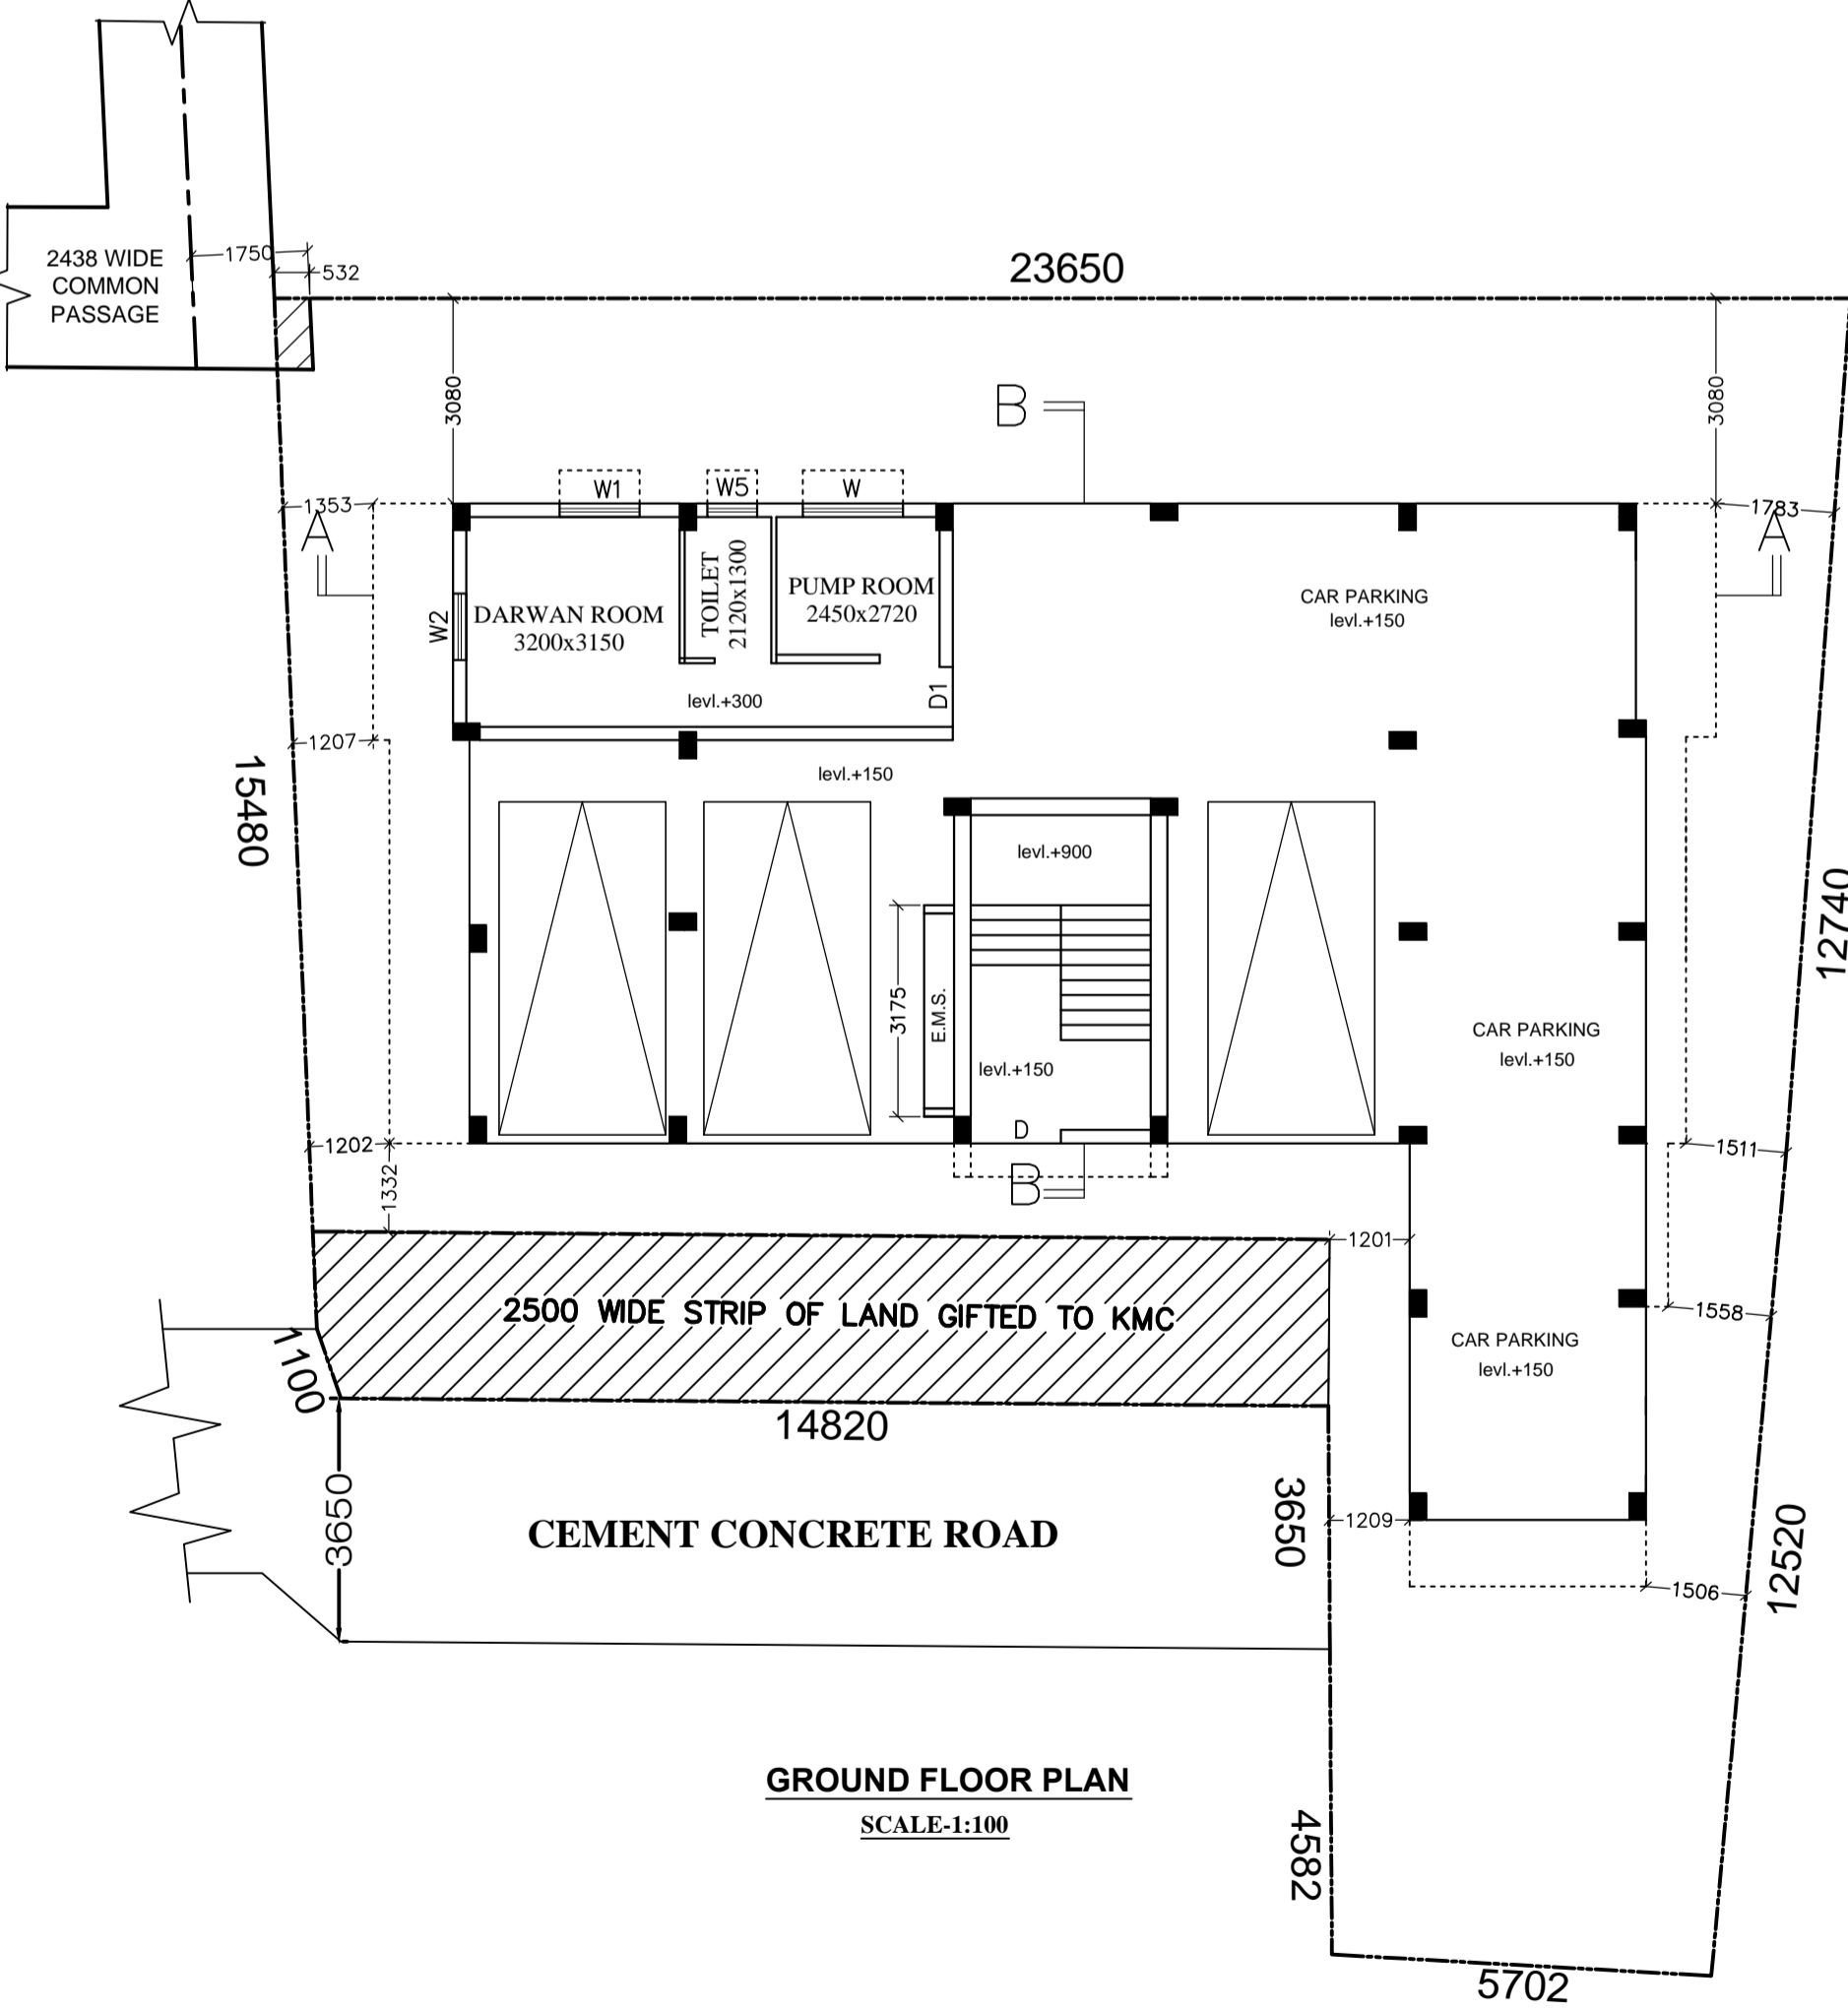 2438 WIDE
COMMON
PASSAGE
1750
532
23650
3080
3080
B
1353
A
W1
W5
W
1783
A
W2
DARWAN ROOM
3200x3150
TOILET
2120x1300
PUMP ROOM
2450x2720
CAR PARKING
levl.+150
levl.+300
D1
1207
levl.+150
15480
levl.+900
12740
3175
E.M.S.
levl.+150
CAR PARKING
levl.+150
D
1202
1332
B
1511
1201
2500 WIDE STRIP OF LAND GIFTED TO KMC
1558
CAR PARKING
levl.+150
1100
14820
3650
CEMENT CONCRETE ROAD
3650
1209
12520
1506
GROUND FLOOR PLAN
SCALE-1:100
4582
5702